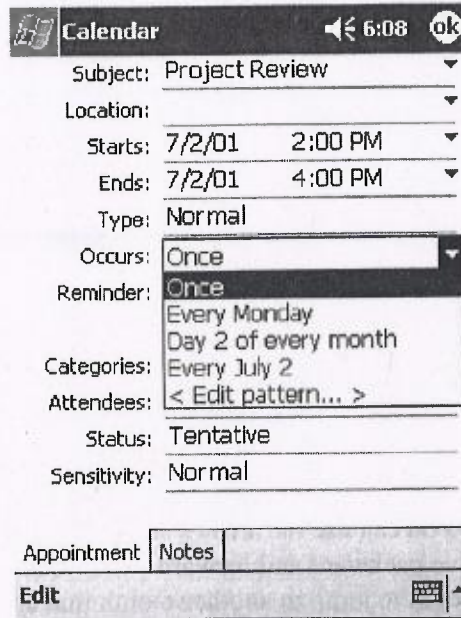 Calendar 6:08 ok
Subject: Project Review
Location:
Starts: 7/2/01 2:00 PM
Ends: 7/2/01 4:00 PM
Type: Normal
Occurs: Once
Reminder: Once
Every Monday
Day 2 of every month
Every July 2
Categories:
Attendees: < Edit pattern... >
Status: Tentative
Sensitivity: Normal
Appointment Notes
Edit